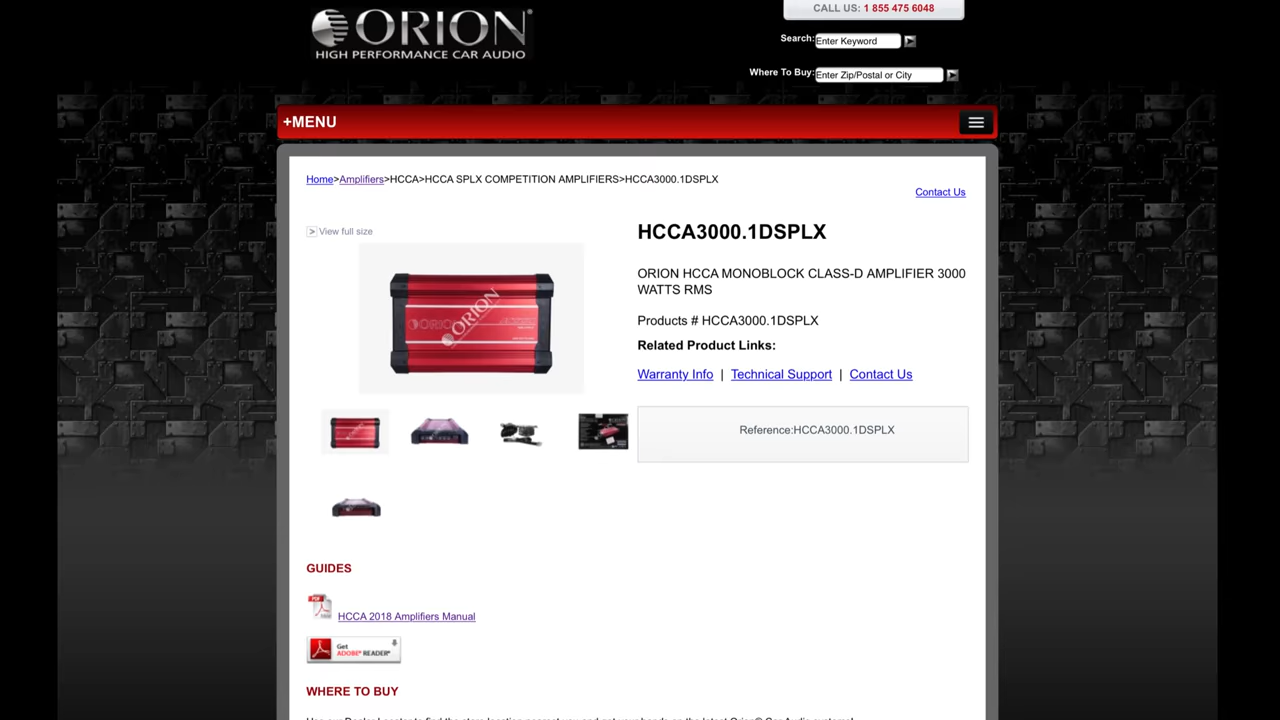 CALL US: 1 855 475 6048
ORION®
HIGH PERFORMANCE CAR AUDIO
Search: Enter Keyword
Where To Buy: Enter Zip/Postal or City
+MENU
Home>Amplifiers>HCCA>HCCA SPLX COMPETITION AMPLIFIERS>HCCA3000.1DSPLX
Contact Us
> View full size
HCCA3000.1DSPLX
ORION HCCA MONOBLOCK CLASS-D AMPLIFIER 3000
WATTS RMS
Products # HCCA3000.1DSPLX
Related Product Links:
Warranty Info | Technical Support | Contact Us
ORION
ORION
Reference:HCCA3000.1DSPLX
GUIDES
PDF
HCCA 2018 Amplifiers Manual
Get
ADOBE® READER®
WHERE TO BUY